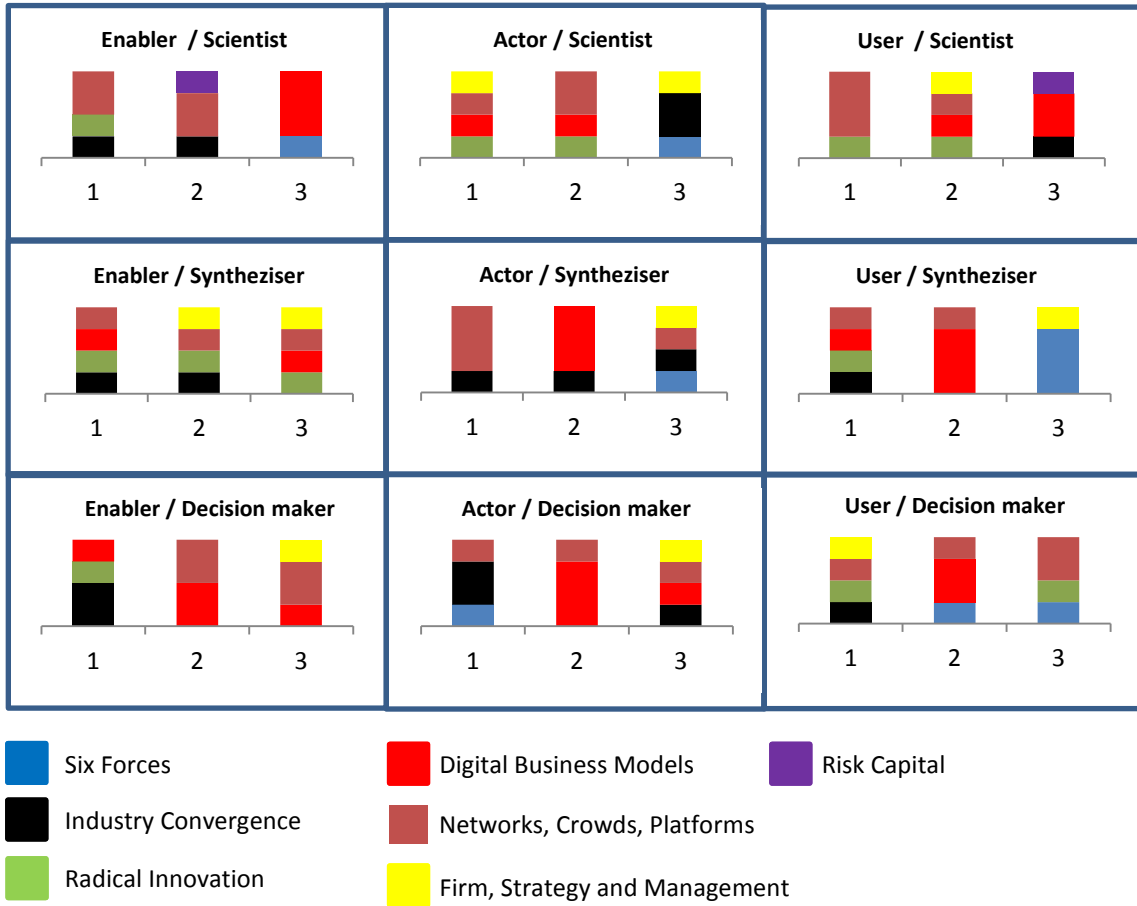 Enabler / Scientist
Actor / Scientist
User / Scientist
1 2 3
1 2 3
1 2 3
Enabler / Syntheziser
Actor / Syntheziser
User / Syntheziser
1 2 3
1 2 3
1 2 3
Enabler / Decision maker
Actor / Decision maker
User / Decision maker
1 2 3
1 2 3
1 2 3
Six Forces
Digital Business Models
Risk Capital
Industry Convergence
Networks, Crowds, Platforms
Radical Innovation
Firm, Strategy and Management